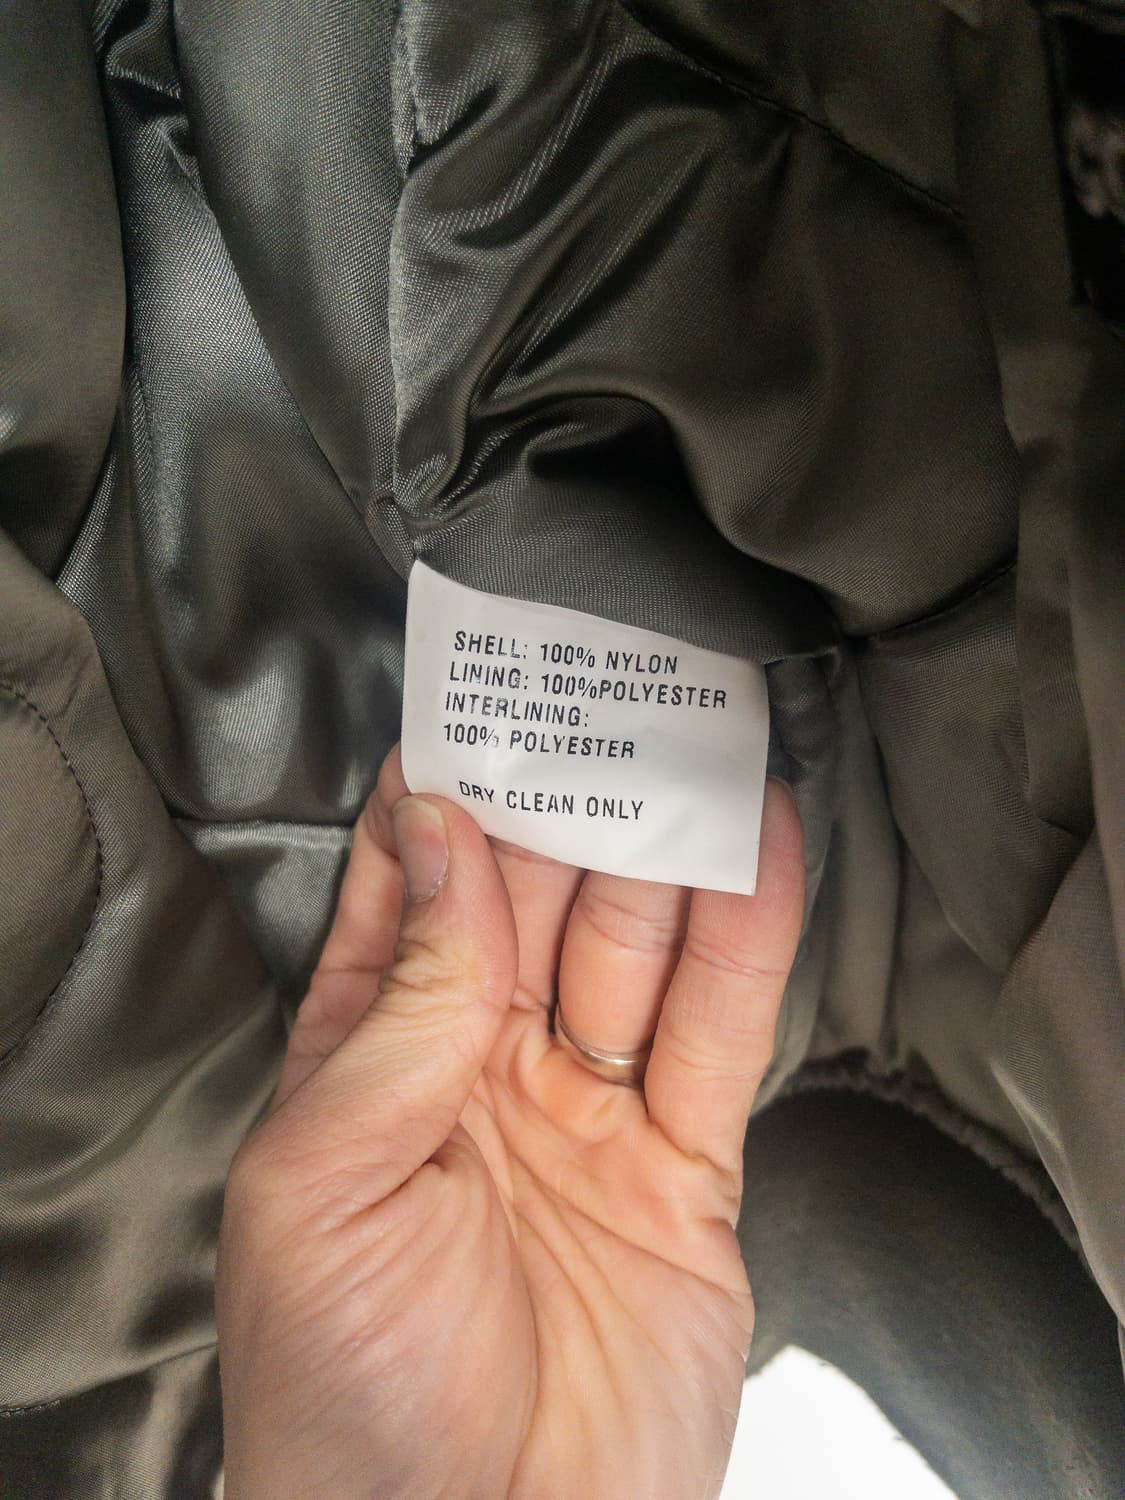 SHELL: 100% NYLON
LINING: 100%POLYESTER
INTERLINING:
100% POLYESTER
DRY CLEAN ONLY